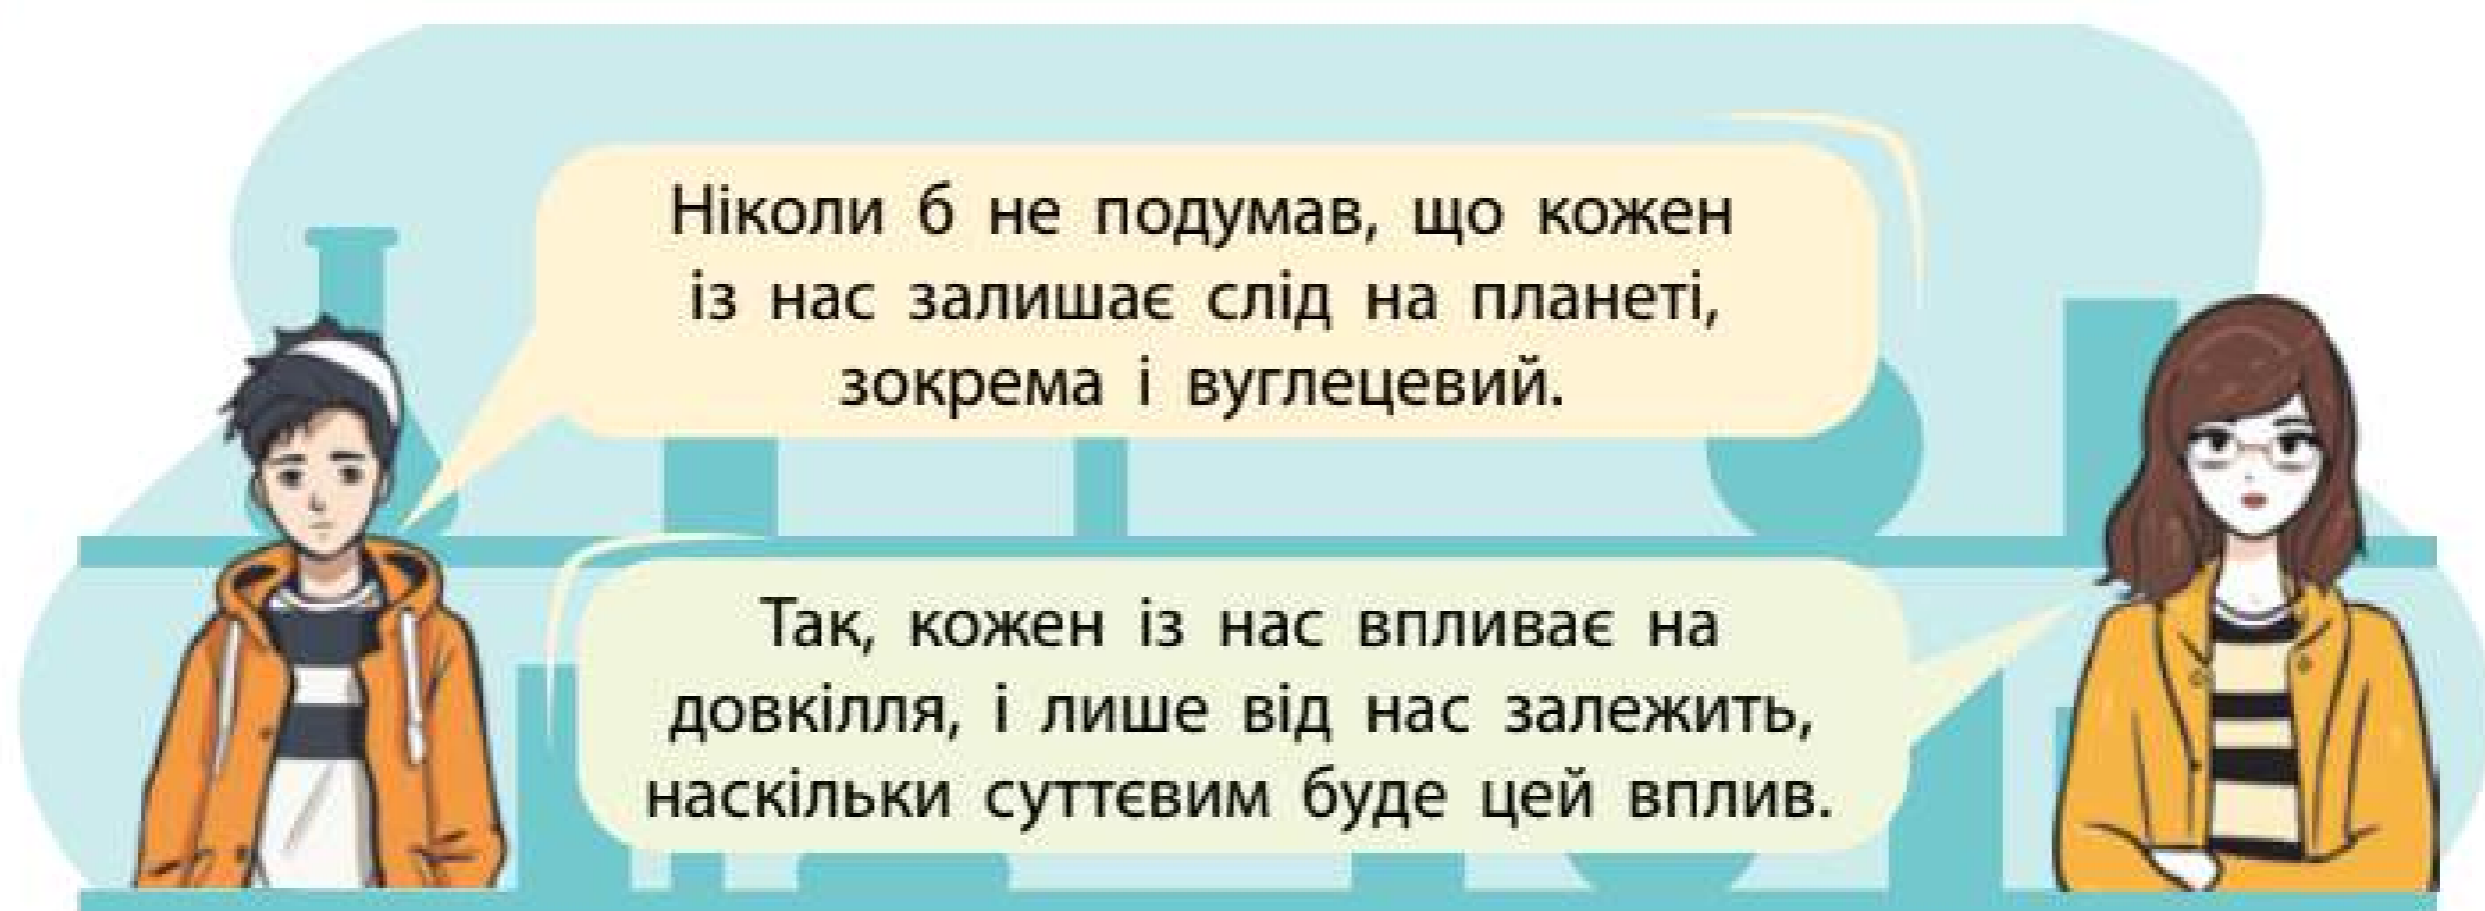 Ніколи б не подумав, що кожен
із нас залишає слід на планеті,
зокрема і вуглецевий.
Так, кожен із нас впливає на
довкілля, і лише від нас залежить,
наскільки суттєвим буде цей вплив.